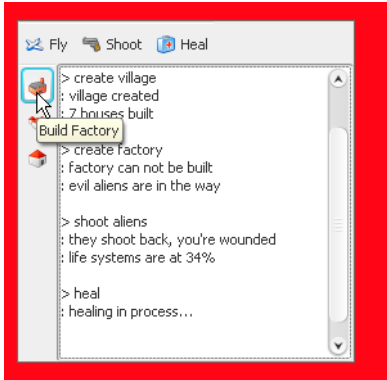 Fly Shoot Heal
> create village
: village created
: 7 houses built
Build Factory
> create factory
: factory can not be built
: evil aliens are in the way
> shoot aliens
: they shoot back, you're wounded
: life systems are at 34%
> heal
: healing in process...